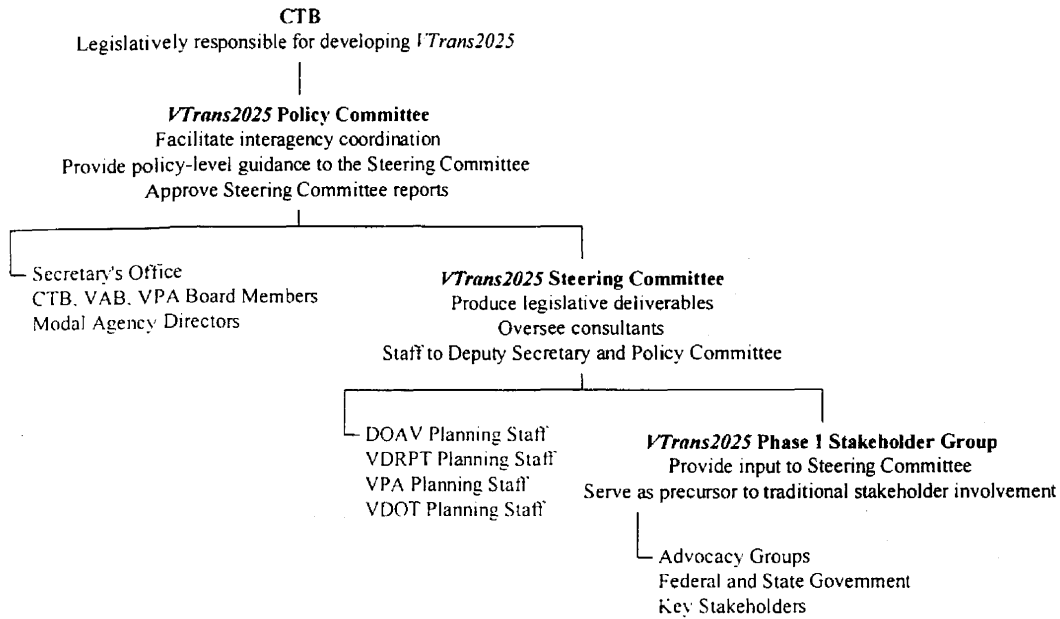 CTB
Legislatively responsible for developing VTrans2025
VTrans2025 Policy Committee
Facilitate interagency coordination
Provide policy-level guidance to the Steering Committee
Approve Steering Committee reports
Secretary's Office
CTB, VAB, VPA Board Members
Modal Agency Directors
VTrans2025 Steering Committee
Produce legislative deliverables
Oversee consultants
Staff to Deputy Secretary and Policy Committee
DOAV Planning Staff
VDRPT Planning Staff
VPA Planning Staff
VDOT Planning Staff
VTrans2025 Phase 1 Stakeholder Group
Provide input to Steering Committee
Serve as precursor to traditional stakeholder involvement
Advocacy Groups
Federal and State Government
Key Stakeholders